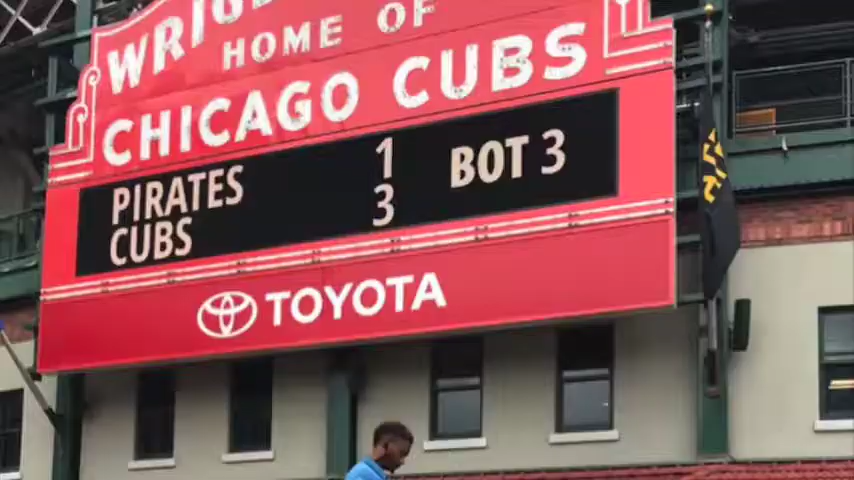 HOME OF
CHICAGO CUBS
PIRATES 1 BOT 3
CUBS 3
TOYOTA